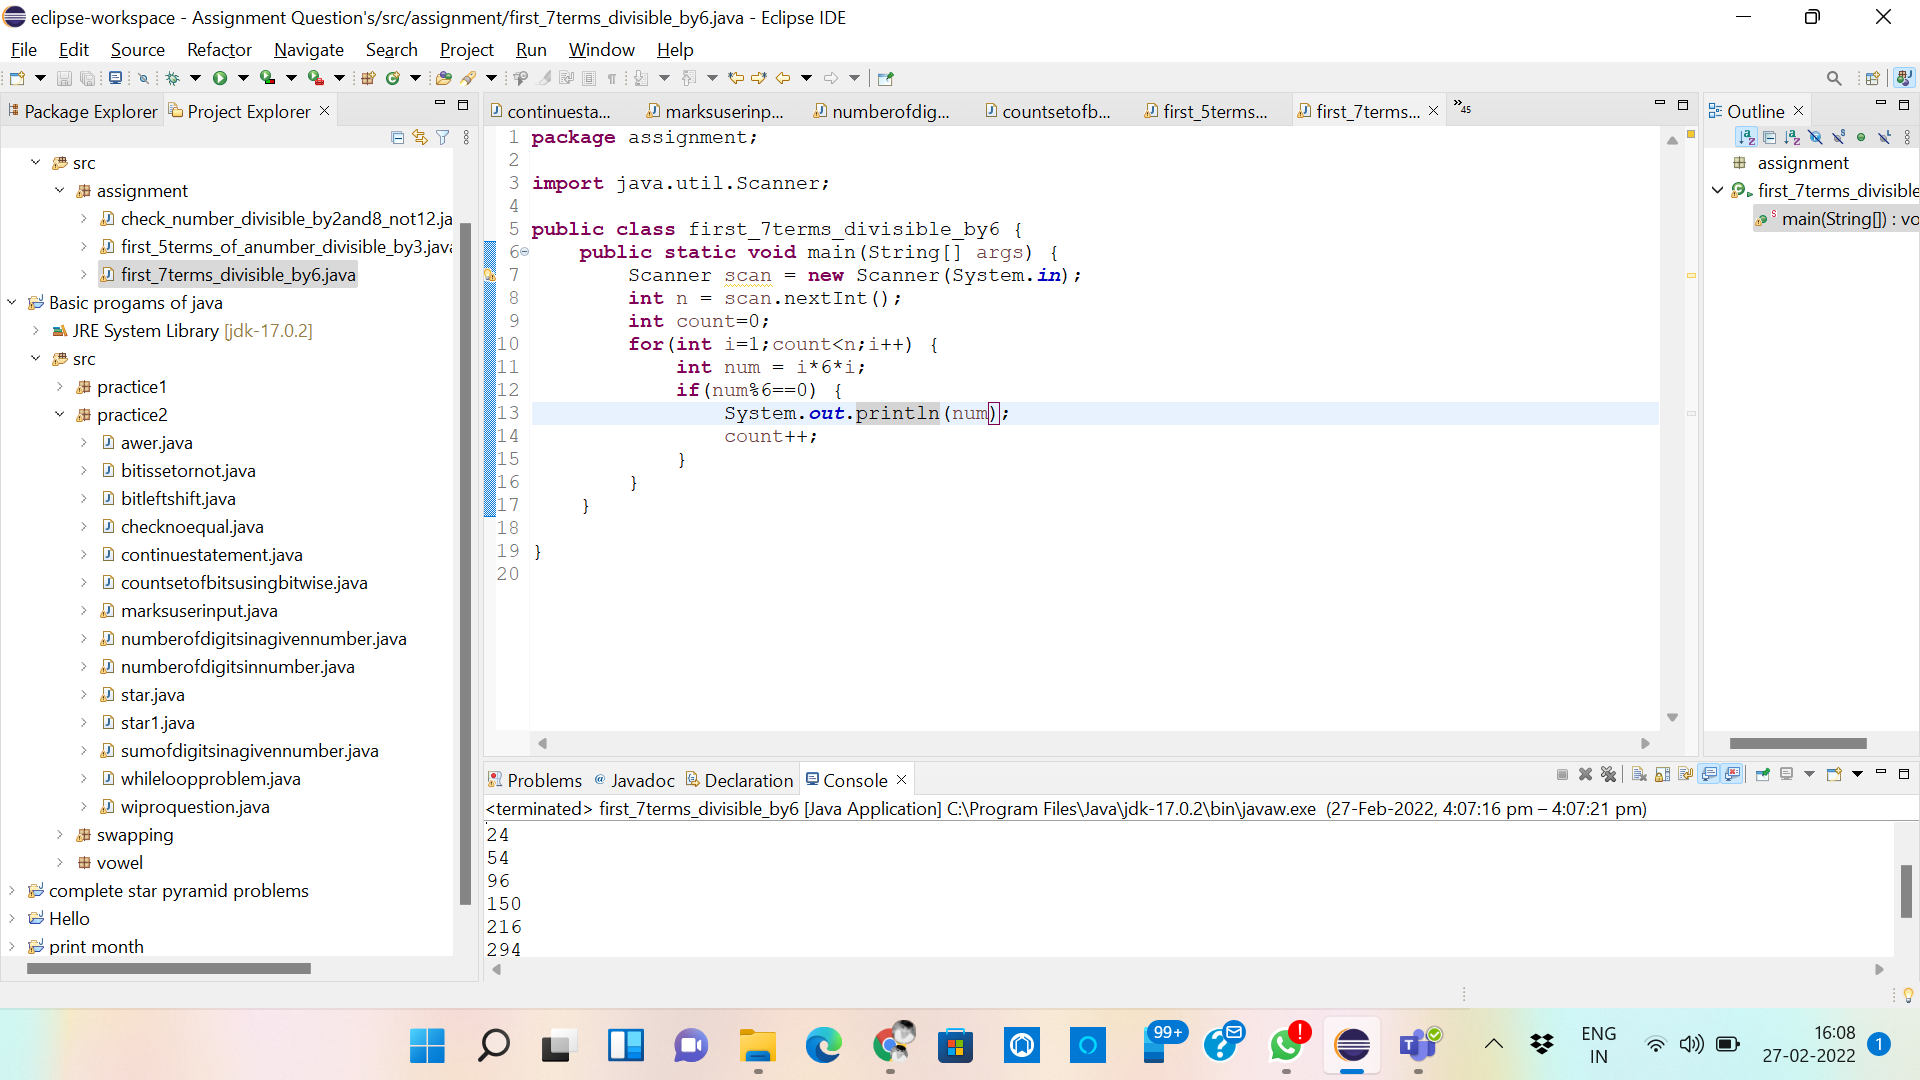 eclipse-workspace - Assignment Question's/src/assignment/first_7terms_divisible_by6.java - Eclipse IDE
File Edit Source Refactor Navigate Search Project Run Window Help
Package Explorer Project Explorer
src
assignment
check_number_divisible_by2and8_not12.ja
first_5terms_of_anumber_divisible_by3.java
first_7terms_divisible_by6.java
Basic progams of java
JRE System Library [jdk-17.0.2]
src
practice1
practice2
awer.java
bitissetornot.java
bitleftshift.java
checknoequal.java
continuestatement.java
countsetofbitsusingbitwise.java
marksuserinput.java
numberofdigitsinagivennumber.java
numberofdigitsinnumber.java
star.java
star1.java
sumofdigitsinagivennumber.java
whileloopproblem.java
wiproquestion.java
swapping
vowel
complete star pyramid problems
Hello
print month
continuesta... marksuserinp... numberofdig... countsetofb... first_5terms... first_7terms... »45
1 package assignment;
2
3 import java.util.Scanner;
4
5 public class first_7terms_divisible_by6 {
6 public static void main(String[] args) {
7 Scanner scan = new Scanner(System.in);
8 int n = scan.nextInt();
9 int count=0;
10 for(int i=1;count<n;i++) {
11 int num = i*6*i;
12 if(num%6==0) {
13 System.out.println(num);
14 count++;
15 }
16 }
17 }
18
19 }
20
Outline
assignment
first_7terms_divisible
main(String[]) : vo
Problems @ Javadoc Declaration Console
<terminated> first_7terms_divisible_by6 [Java Application] C:\Program Files\Java\jdk-17.0.2\bin\javaw.exe (27-Feb-2022, 4:07:16 pm – 4:07:21 pm)
24
54
96
150
216
294
99+
ENG
IN
16:08
27-02-2022
1